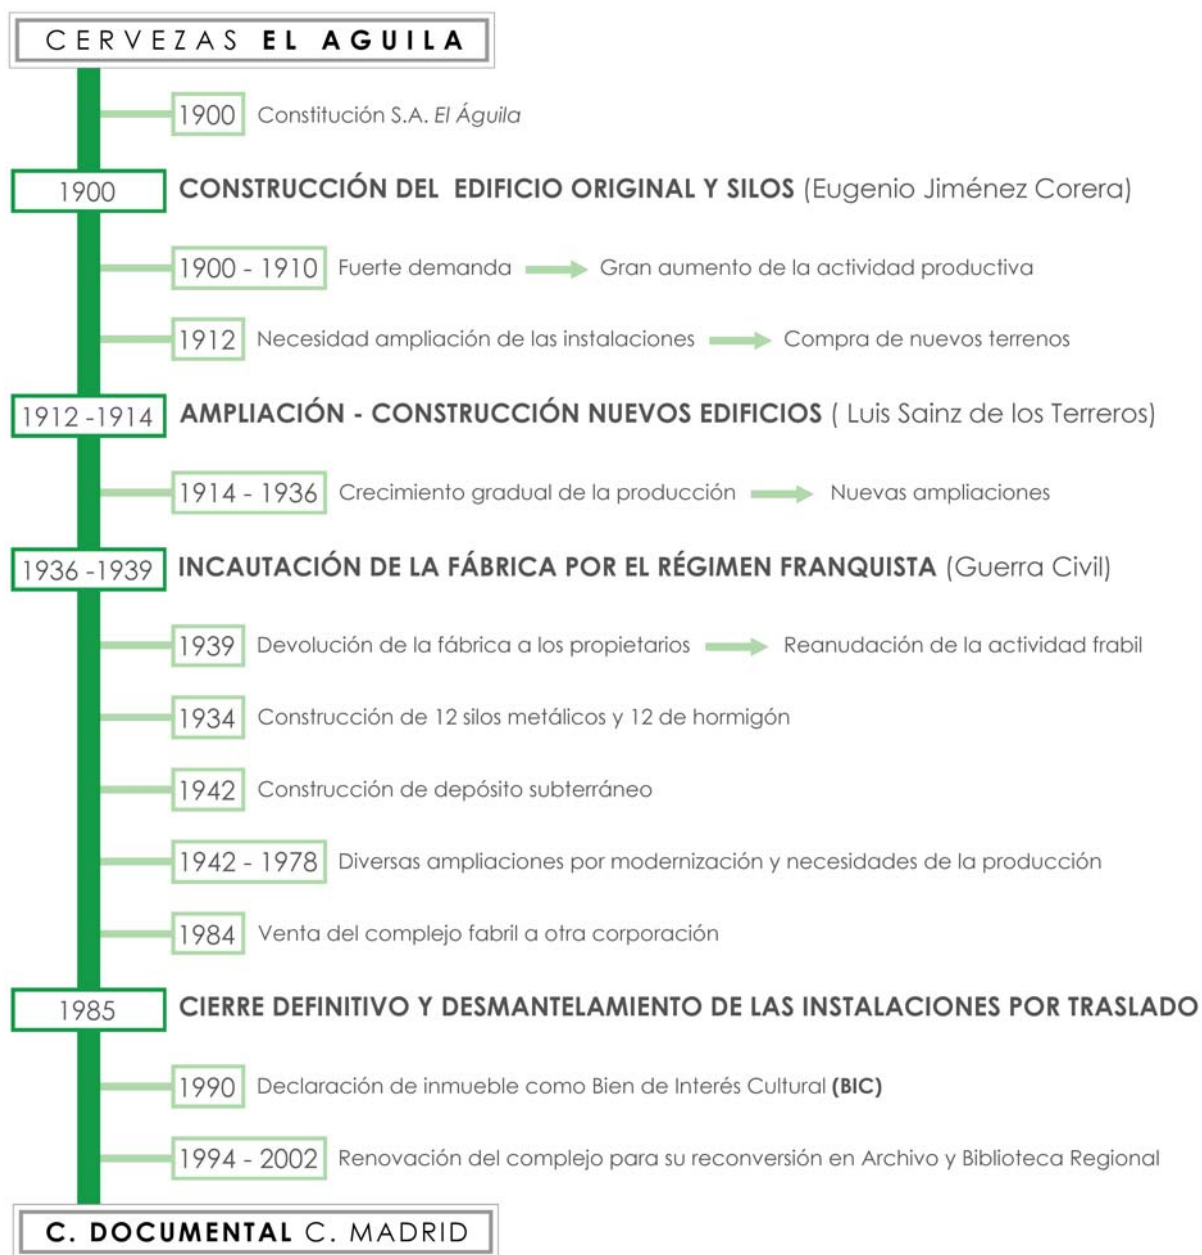 CERVEZAS EL AGUILA
1900 Constitución S.A. El Águila
1900 CONSTRUCCIÓN DEL EDIFICIO ORIGINAL Y SILOS (Eugenio Jiménez Corera)
1900 - 1910 Fuerte demanda Gran aumento de la actividad productiva
1912 Necesidad ampliación de las instalaciones Compra de nuevos terrenos
1912 -1914 AMPLIACIÓN - CONSTRUCCIÓN NUEVOS EDIFICIOS ( Luis Sainz de los Terreros)
1914 - 1936 Crecimiento gradual de la producción Nuevas ampliaciones
1936 -1939 INCAUTACIÓN DE LA FÁBRICA POR EL RÉGIMEN FRANQUISTA (Guerra Civil)
1939 Devolución de la fábrica a los propietarios Reanudación de la actividad frabil
1934 Construcción de 12 silos metálicos y 12 de hormigón
1942 Construcción de depósito subterráneo
1942 - 1978 Diversas ampliaciones por modernización y necesidades de la producción
1984 Venta del complejo fabril a otra corporación
1985 CIERRE DEFINITIVO Y DESMANTELAMIENTO DE LAS INSTALACIONES POR TRASLADO
1990 Declaración de inmueble como Bien de Interés Cultural (BIC)
1994 - 2002 Renovación del complejo para su reconversión en Archivo y Biblioteca Regional
C. DOCUMENTAL C. MADRID